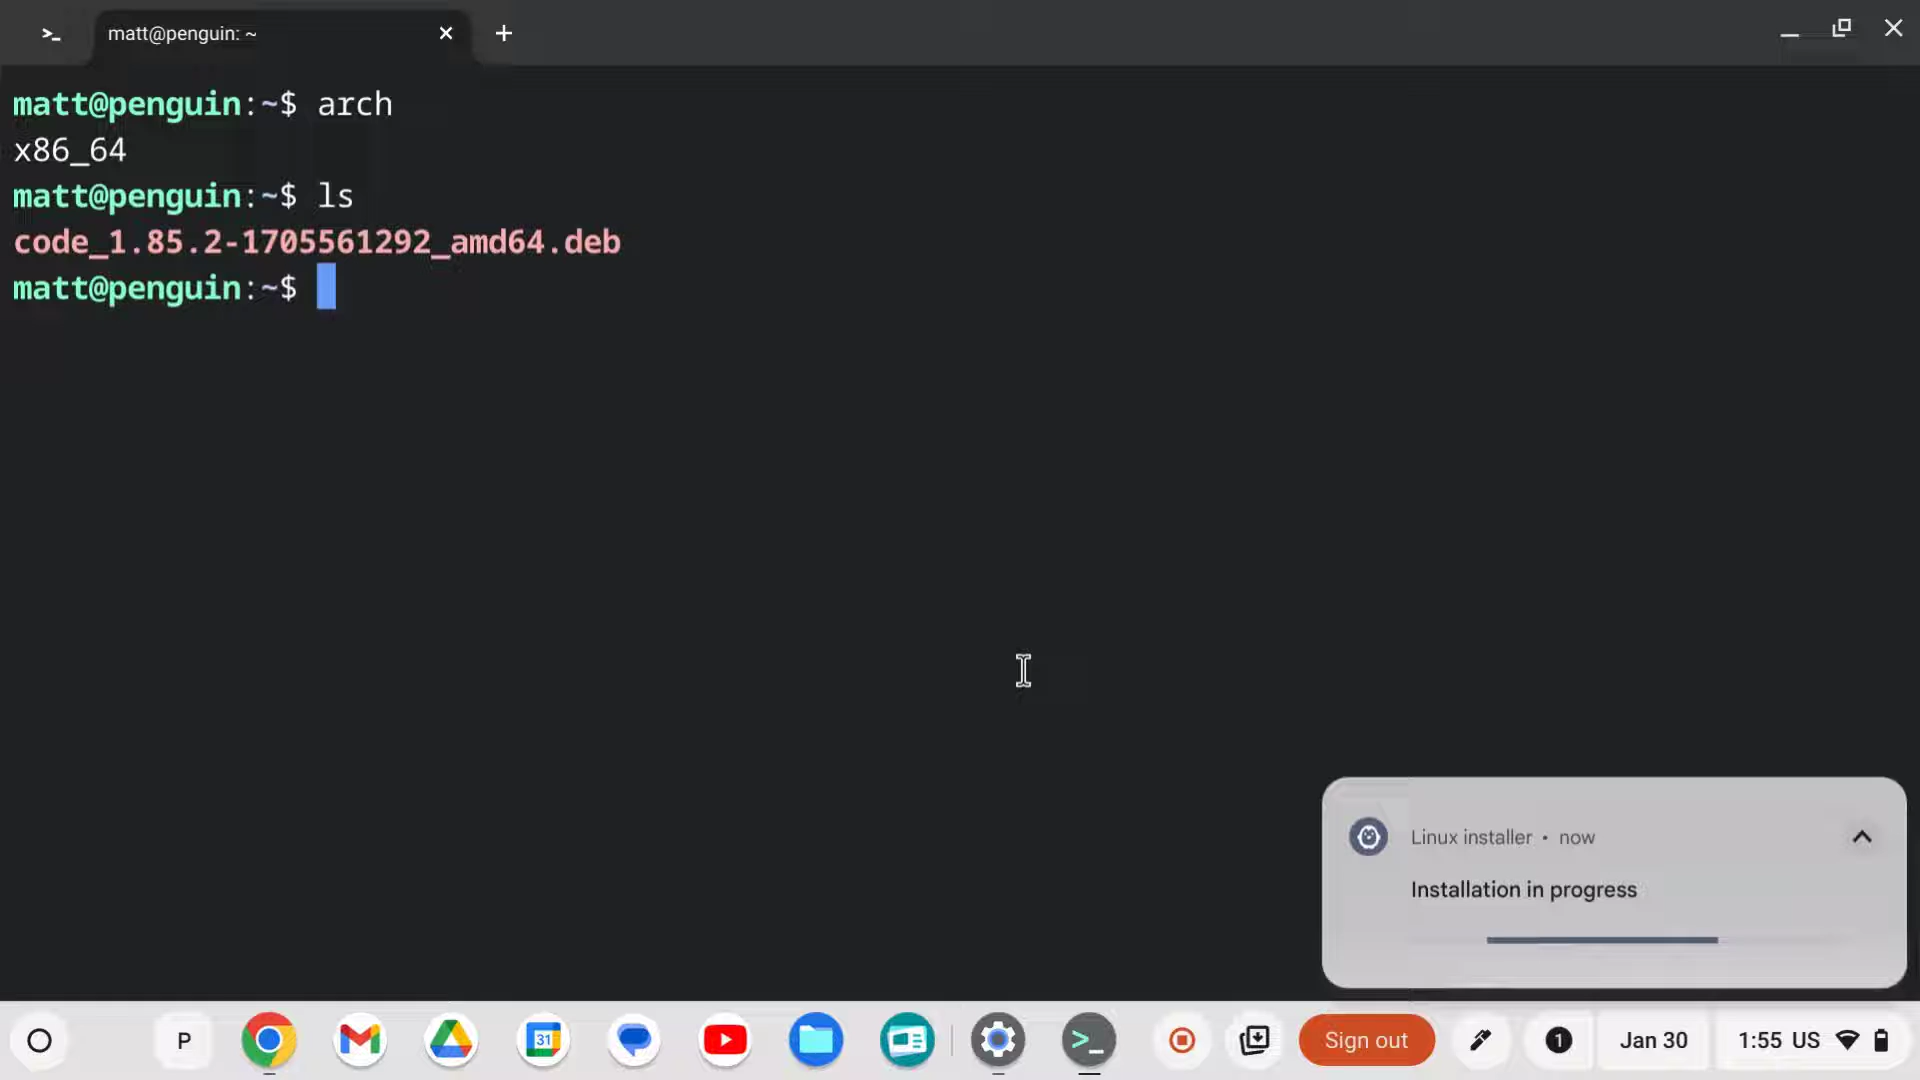 >_ matt@penguin: ~
matt@penguin:~$ arch
x86_64
matt@penguin:~$ ls
code_1.85.2-1705561292_amd64.deb
matt@penguin:~$
Linux installer • now
Installation in progress
P 31 >_ Sign out 1 Jan 30 1:55 US